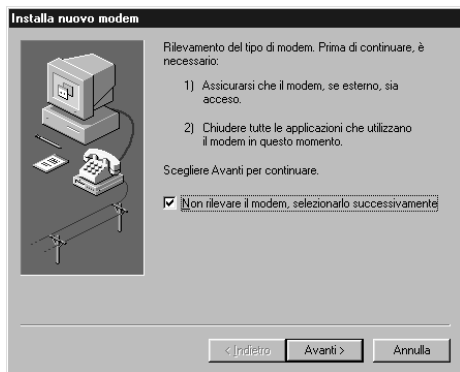 Installa nuovo modem
Rilevamento del tipo di modem. Prima di continuare, è
necessario:
1) Assicurarsi che il modem, se esterno, sia
acceso.
2) Chiudere tutte le applicazioni che utilizzano
il modem in questo momento.
Scegliere Avanti per continuare.
Non rilevare il modem, selezionarlo successivamente
< Indietro Avanti > Annulla